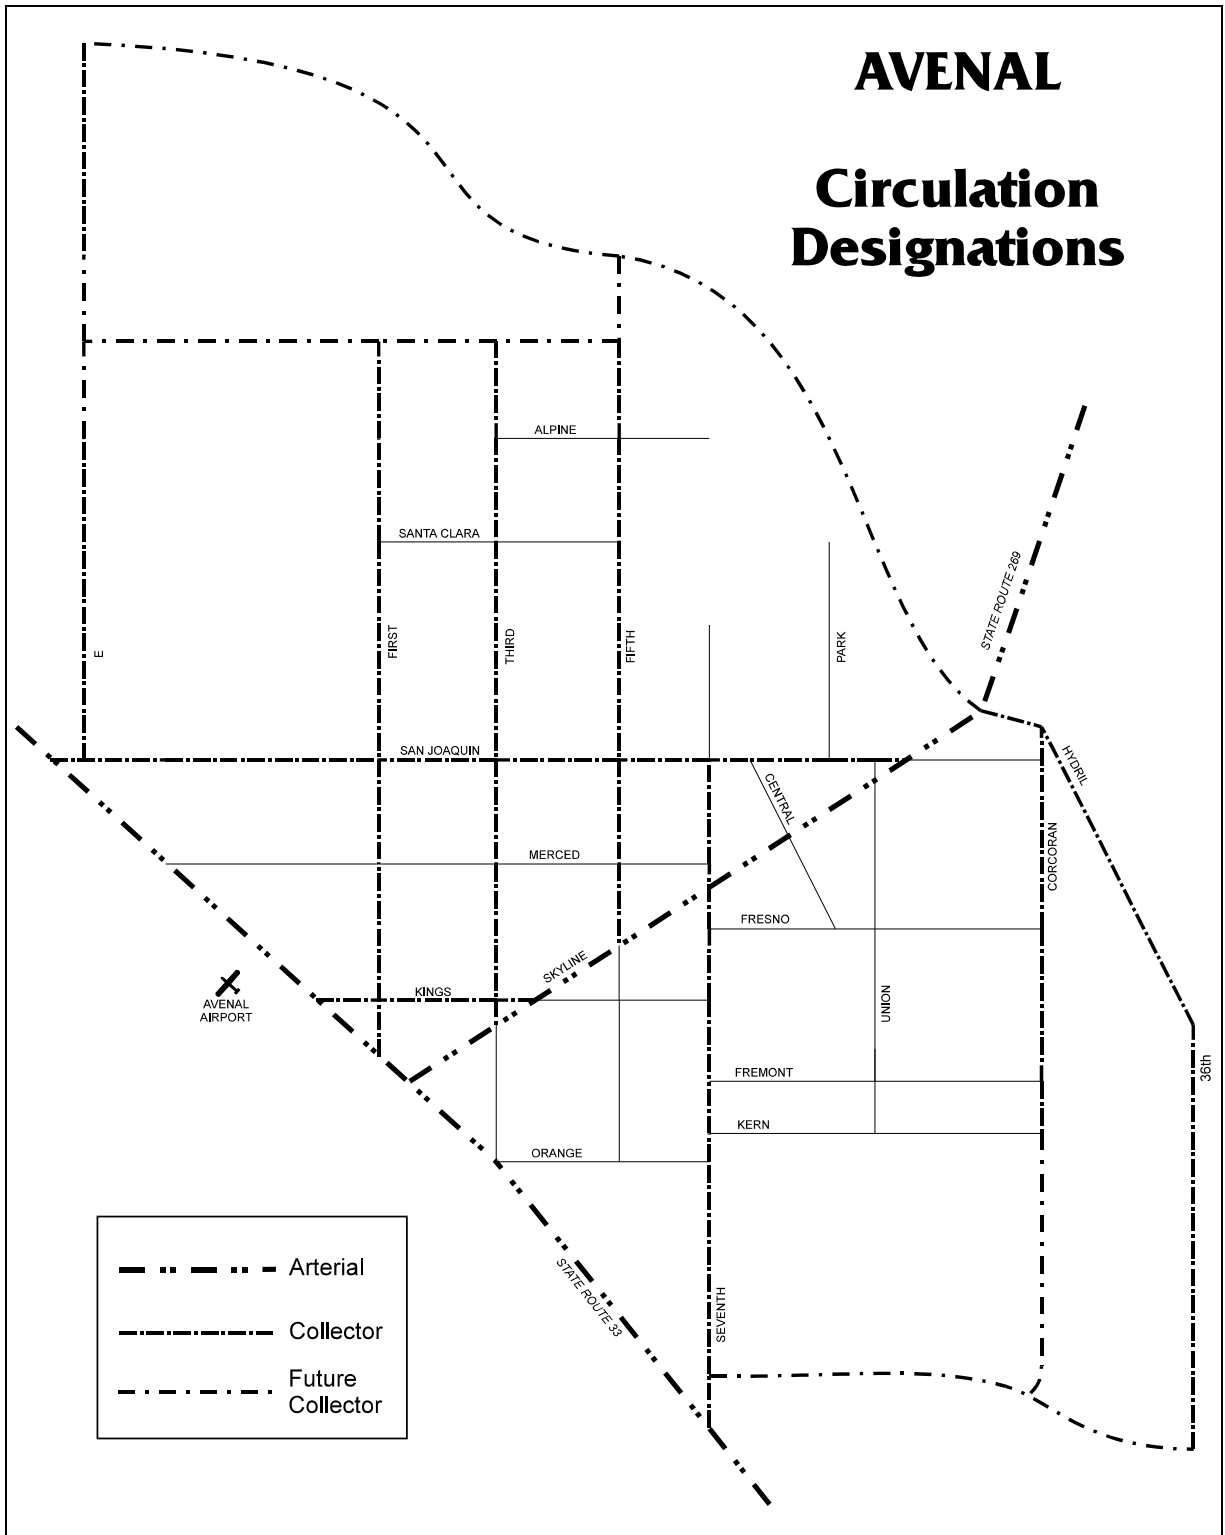 AVENAL
Circulation
Designations
ALPINE
SANTA CLARA
STATE ROUTE 269
E
FIRST
THIRD
FIFTH
PARK
SAN JOAQUIN
HYDRIL
CENTRAL
MERCED
CORCORAN
FRESNO
SKYLINE
KINGS
UNION
AVENAL
AIRPORT
FREMONT
36th
KERN
ORANGE
STATE ROUTE 33
SEVENTH
Arterial
Collector
Future
Collector